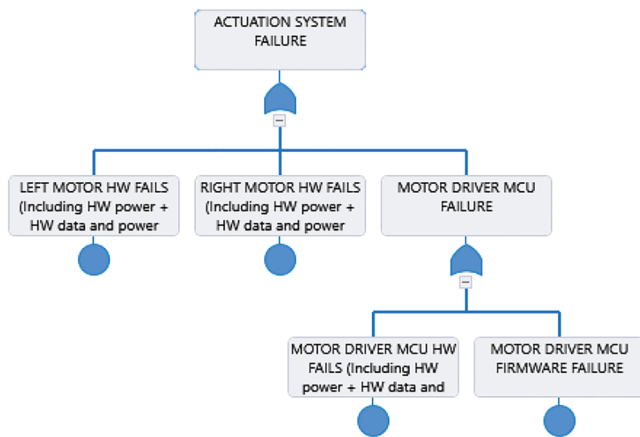 ACTUATION SYSTEM
FAILURE
LEFT MOTOR HW FAILS
(Including HW power +
HW data and power
RIGHT MOTOR HW FAILS
(Including HW power +
HW data and power
MOTOR DRIVER MCU
FAILURE
MOTOR DRIVER MCU HW
FAILS (Including HW
power + HW data and
MOTOR DRIVER MCU
FIRMWARE FAILURE